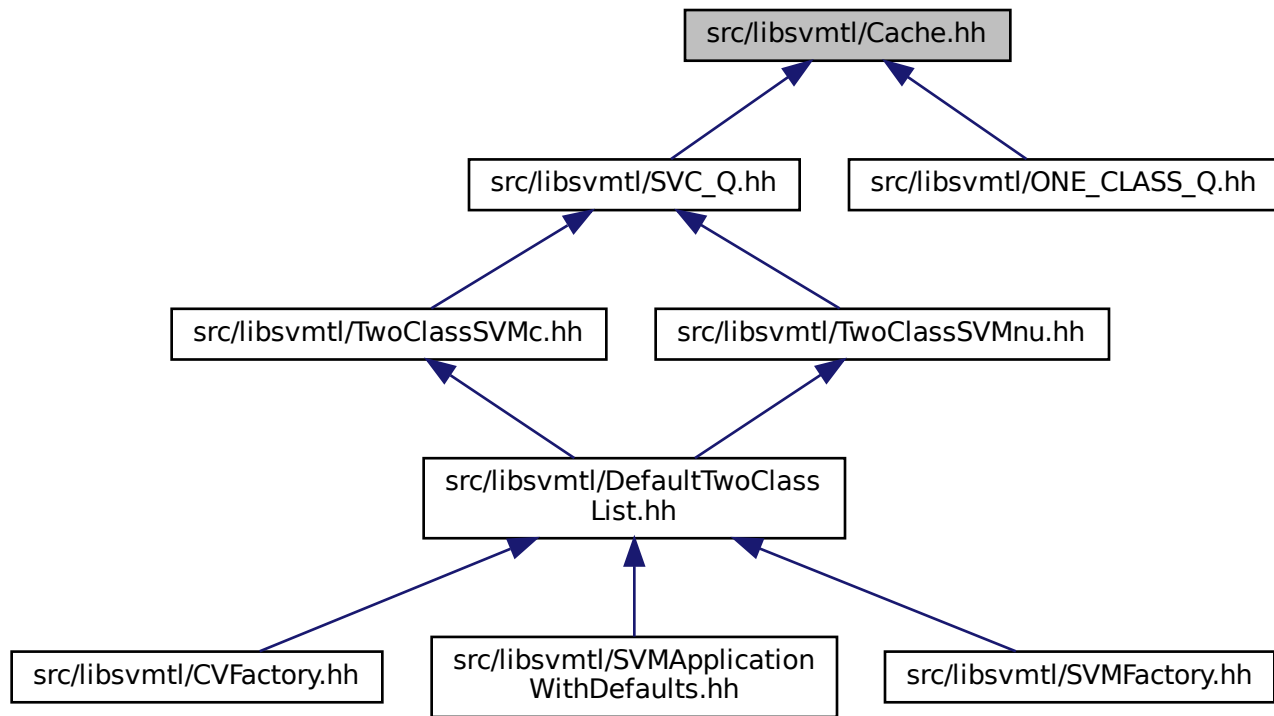 src/libsvmtl/Cache.hh
src/libsvmtl/SVC_Q.hh
src/libsvmtl/ONE_CLASS_Q.hh
src/libsvmtl/TwoClassSVMc.hh
src/libsvmtl/TwoClassSVMnu.hh
src/libsvmtl/DefaultTwoClass
List.hh
src/libsvmtl/CVFactory.hh
src/libsvmtl/SVMApplication
WithDefaults.hh
src/libsvmtl/SVMFactory.hh